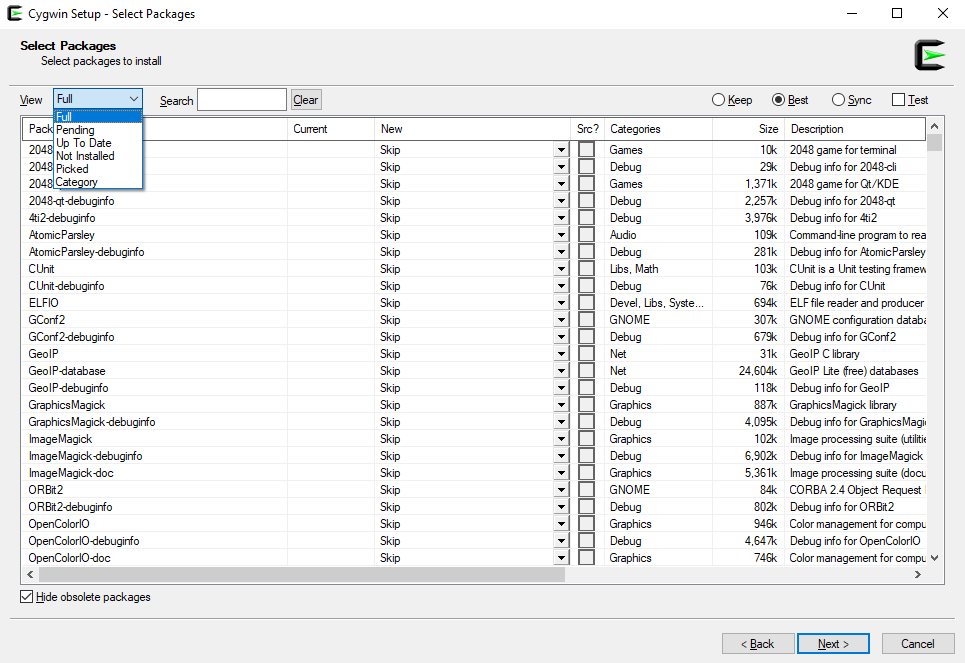 Cygwin Setup - Select Packages
Select Packages
Select packages to install
View Full Search Clear Keep Best Sync Test
Full
Pending
Up To Date
Not Installed
Picked
Category
Pack Current New Src? Categories Size Description
2048 Skip Games 10k 2048 game for terminal
2048 Skip Debug 29k Debug info for 2048-cli
2048 Skip Games 1,371k 2048 game for Qt/KDE
2048-qt-debuginfo Skip Debug 2,257k Debug info for 2048-qt
4ti2-debuginfo Skip Debug 3,976k Debug info for 4ti2
AtomicParsley Skip Audio 109k Command-line program to rea
AtomicParsley-debuginfo Skip Debug 281k Debug info for AtomicParsley
CUnit Skip Libs, Math 103k CUnit is a Unit testing framew
CUnit-debuginfo Skip Debug 76k Debug info for CUnit
ELFIO Skip Devel, Libs, Syste... 694k ELF file reader and producer
GConf2 Skip GNOME 307k GNOME configuration databa
GConf2-debuginfo Skip Debug 679k Debug info for GConf2
GeoIP Skip Net 31k GeoIP C library
GeoIP-database Skip Net 24,604k GeoIP Lite (free) databases
GeoIP-debuginfo Skip Debug 118k Debug info for GeoIP
GraphicsMagick Skip Graphics 887k GraphicsMagick library
GraphicsMagick-debuginfo Skip Debug 4,095k Debug info for GraphicsMagi
ImageMagick Skip Graphics 102k Image processing suite (utilitie
ImageMagick-debuginfo Skip Debug 6,902k Debug info for ImageMagick
ImageMagick-doc Skip Graphics 5,361k Image processing suite (docu
ORBit2 Skip GNOME 84k CORBA 2.4 Object Request
ORBit2-debuginfo Skip Debug 802k Debug info for ORBit2
OpenColorIO Skip Graphics 946k Color management for compu
OpenColorIO-debuginfo Skip Debug 4,647k Debug info for OpenColorIO
OpenColorIO-doc Skip Graphics 746k Color management for compu
Hide obsolete packages
< Back Next > Cancel